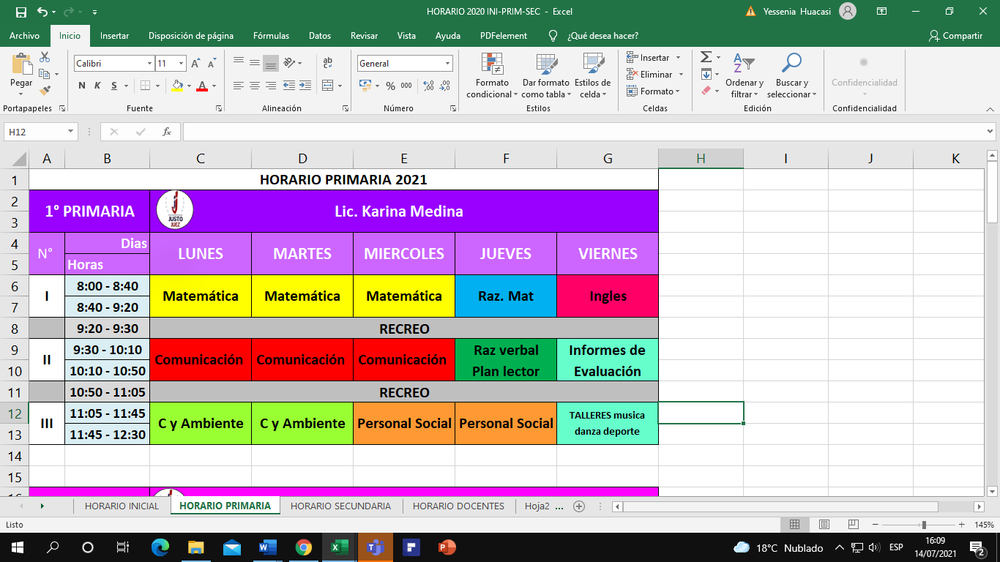 HORARIO 2020 INI-PRIM-SEC - Excel
Yessenia Huacasi
Archivo Inicio Insertar Disposición de página Fórmulas Datos Revisar Vista Ayuda PDFelement ¿Qué desea hacer? Compartir
Pegar
Calibri 11
N K S
General
% 000
Formato condicional
Dar formato como tabla
Estilos de celda
Insertar
Eliminar
Formato
Ordenar y filtrar
Buscar y seleccionar
Confidencialidad
Portapapeles Fuente Alineación Número Estilos Celdas Edición Confidencialidad
H12 fx
A B C D E F G H I J K
1 HORARIO PRIMARIA 2021
2
3
1° PRIMARIA JUSTO JUEZ Lic. Karina Medina
4
5
N° Dias
Horas
LUNES MARTES MIERCOLES JUEVES VIERNES
6 8:00 - 8:40
7 8:40 - 9:20
I Matemática Matemática Matemática Raz. Mat Ingles
8 9:20 - 9:30 RECREO
9 9:30 - 10:10
10 10:10 - 10:50
II Comunicación Comunicación Comunicación
Raz verbal
Plan lector
Informes de
Evaluación
11 10:50 - 11:05 RECREO
12 11:05 - 11:45
13 11:45 - 12:30
III C y Ambiente C y Ambiente Personal Social Personal Social
TALLERES musica
danza deporte
14
15
16
HORARIO INICIAL HORARIO PRIMARIA HORARIO SECUNDARIA HORARIO DOCENTES Hoja2 ...
Listo 145%
18°C Nublado ESP
16:09
14/07/2021
2